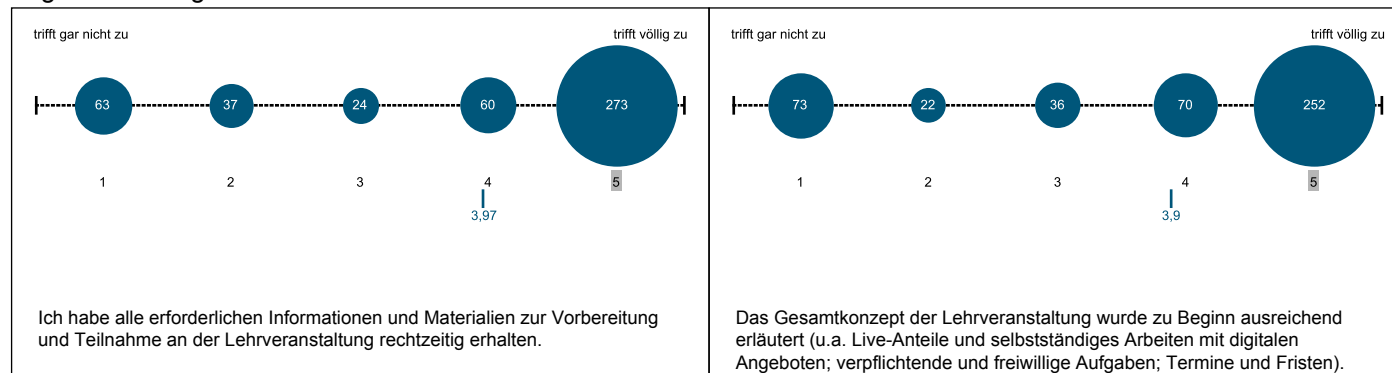 trifft gar nicht zu
trifft völlig zu
63
37
24
60
273
1
2
3
4
5
3,97
Ich habe alle erforderlichen Informationen und Materialien zur Vorbereitung
und Teilnahme an der Lehrveranstaltung rechtzeitig erhalten.
trifft gar nicht zu
trifft völlig zu
73
22
36
70
252
1
2
3
4
5
3,9
Das Gesamtkonzept der Lehrveranstaltung wurde zu Beginn ausreichend
erläutert (u.a. Live-Anteile und selbstständiges Arbeiten mit digitalen
Angeboten; verpflichtende und freiwillige Aufgaben; Termine und Fristen).